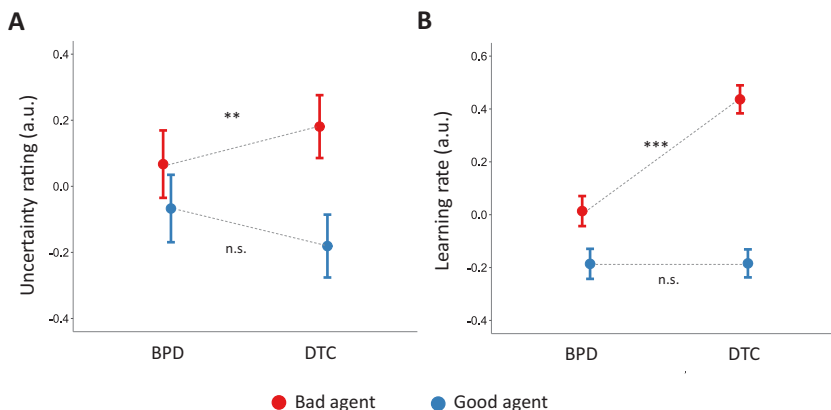 A
Uncertainty rating (a.u.)
0.4
0.2
0.0
-0.2
-0.4
**
n.s.
BPD DTC
B
Learning rate (a.u.)
0.6
0.4
0.2
0.0
-0.2
-0.4
***
n.s.
BPD DTC
Bad agent Good agent